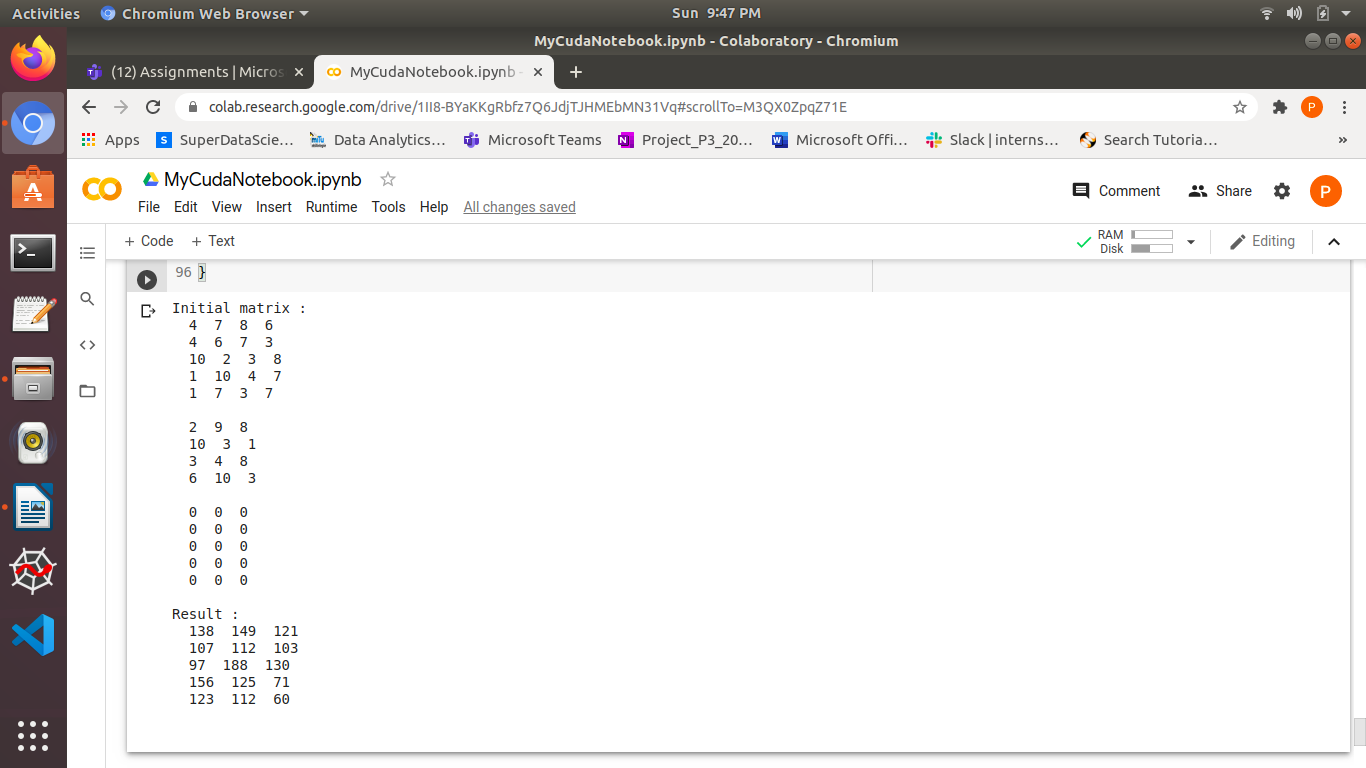 Activities Chromium Web Browser Sun 9:47 PM
MyCudaNotebook.ipynb - Colaboratory - Chromium
(12) Assignments | Micros MyCudaNotebook.ipynb -
colab.research.google.com/drive/1II8-BYaKKgRbfz7Q6JdjTJHMEbMN31Vq#scrollTo=M3QX0ZpqZ71E P
Apps S SuperDataScie… Data Analytics… Microsoft Teams Project_P3_20… Microsoft Offi… Slack | interns… Search Tutoria… »
MyCudaNotebook.ipynb
Comment Share P
File Edit View Insert Runtime Tools Help All changes saved
+ Code + Text RAM Editing
Disk
96 }
Initial matrix :
4 7 8 6
4 6 7 3
10 2 3 8
1 10 4 7
1 7 3 7
2 9 8
10 3 1
3 4 8
6 10 3
0 0 0
0 0 0
0 0 0
0 0 0
0 0 0
Result :
138 149 121
107 112 103
97 188 130
156 125 71
123 112 60